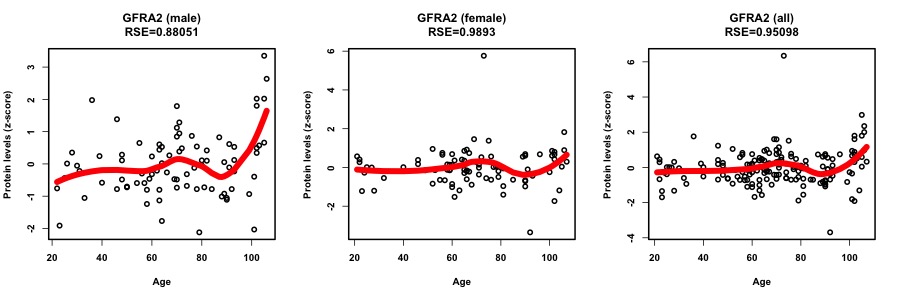 GFRA2 (male)
RSE=0.88051
Protein levels (z-score)
3
2
1
0
-1
-2
20 40 60 80 100
Age
GFRA2 (female)
RSE=0.9893
Protein levels (z-score)
6
4
2
0
-2
20 40 60 80 100
Age
GFRA2 (all)
RSE=0.95098
Protein levels (z-score)
6
4
2
0
-2
-4
20 40 60 80 100
Age